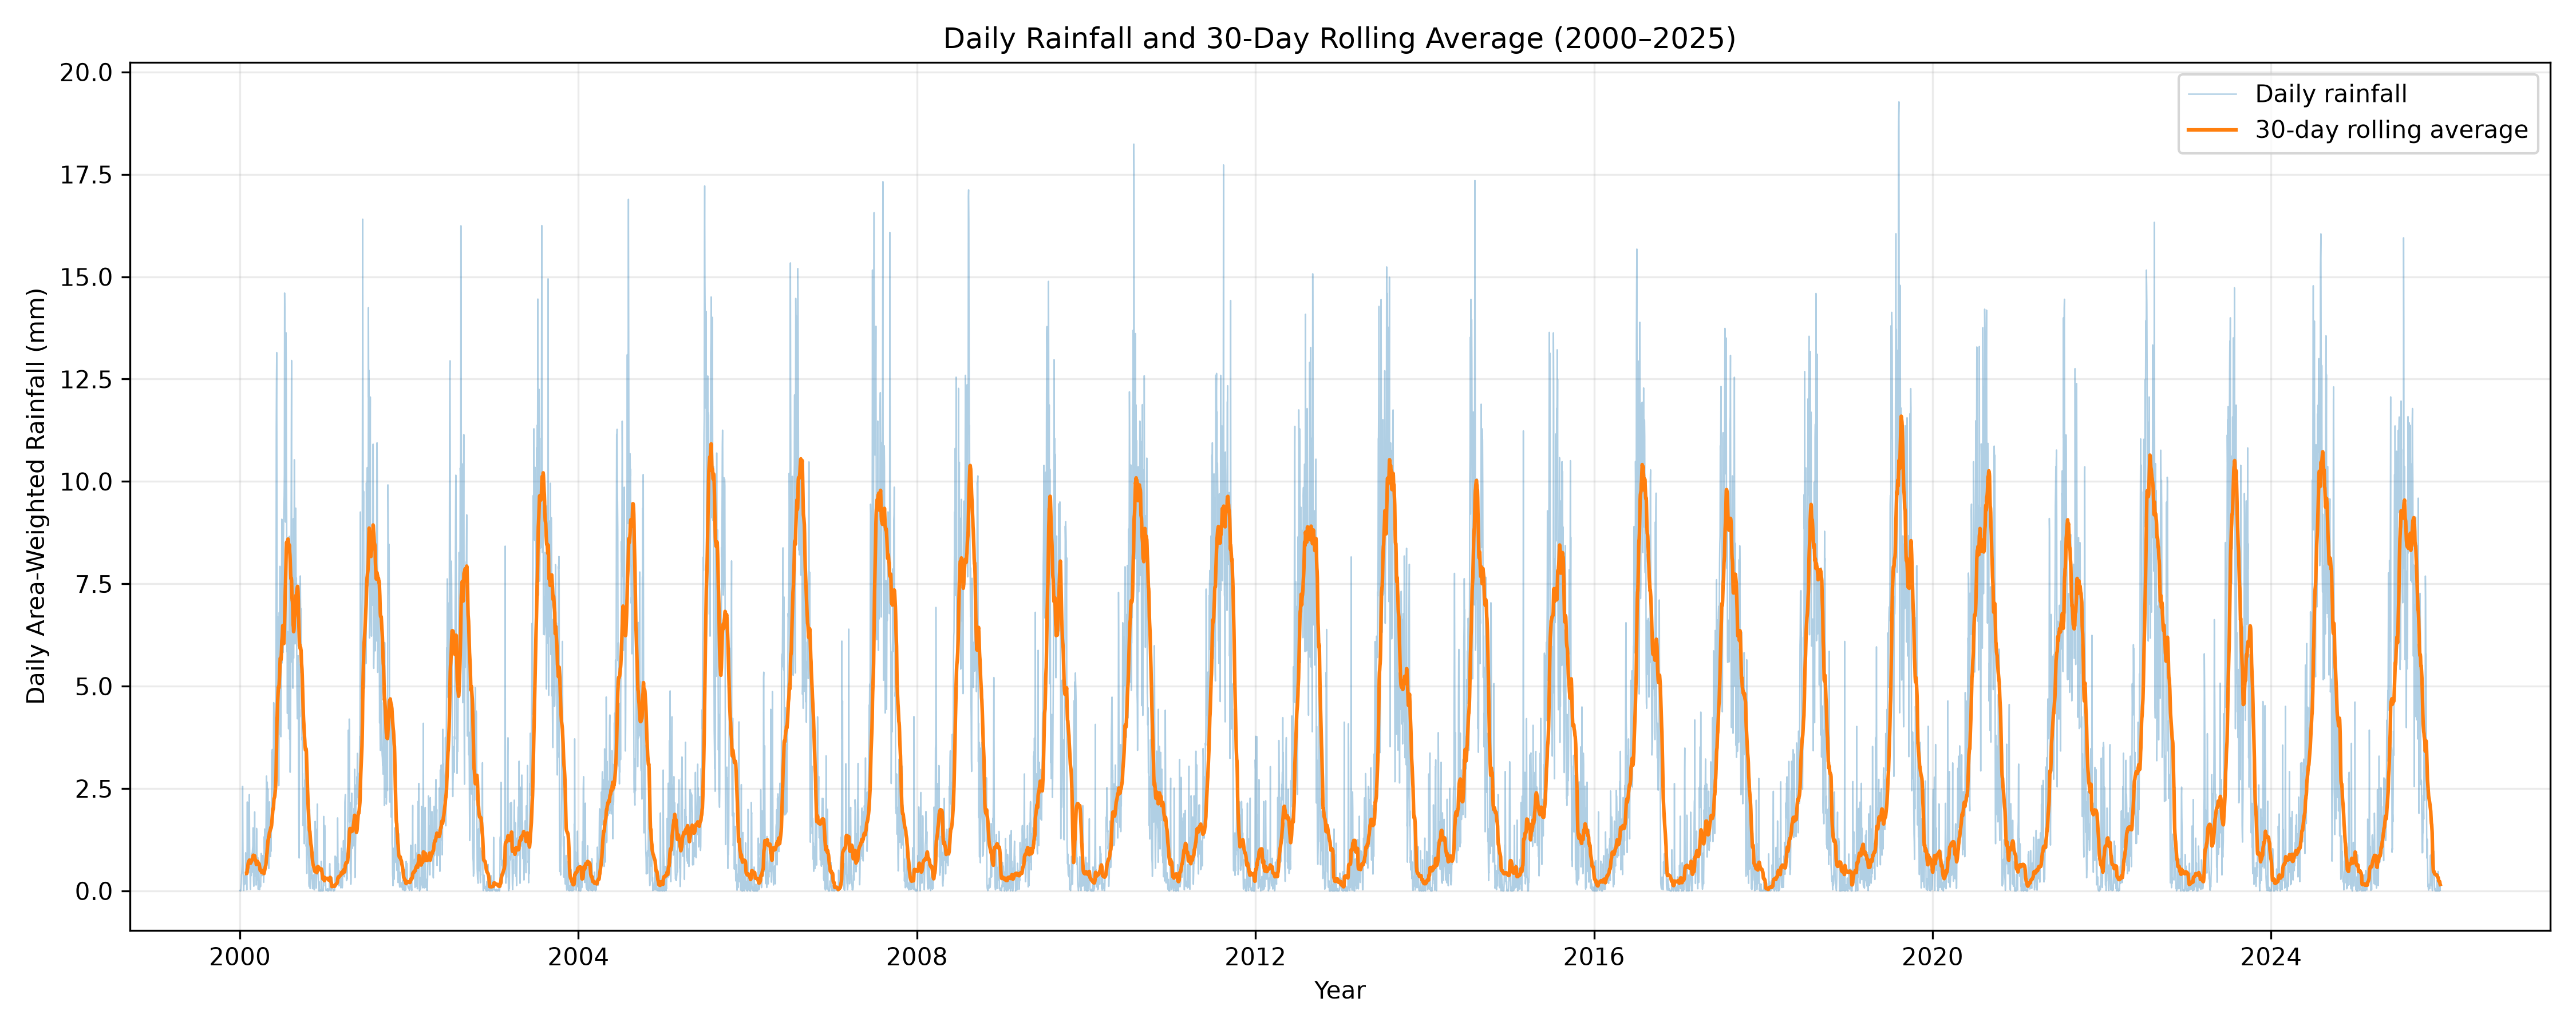 Daily Rainfall and 30-Day Rolling Average (2000–2025)
Daily rainfall
30-day rolling average
Daily Area-Weighted Rainfall (mm)
20.0
17.5
15.0
12.5
10.0
7.5
5.0
2.5
0.0
2000 2004 2008 2012 2016 2020 2024
Year